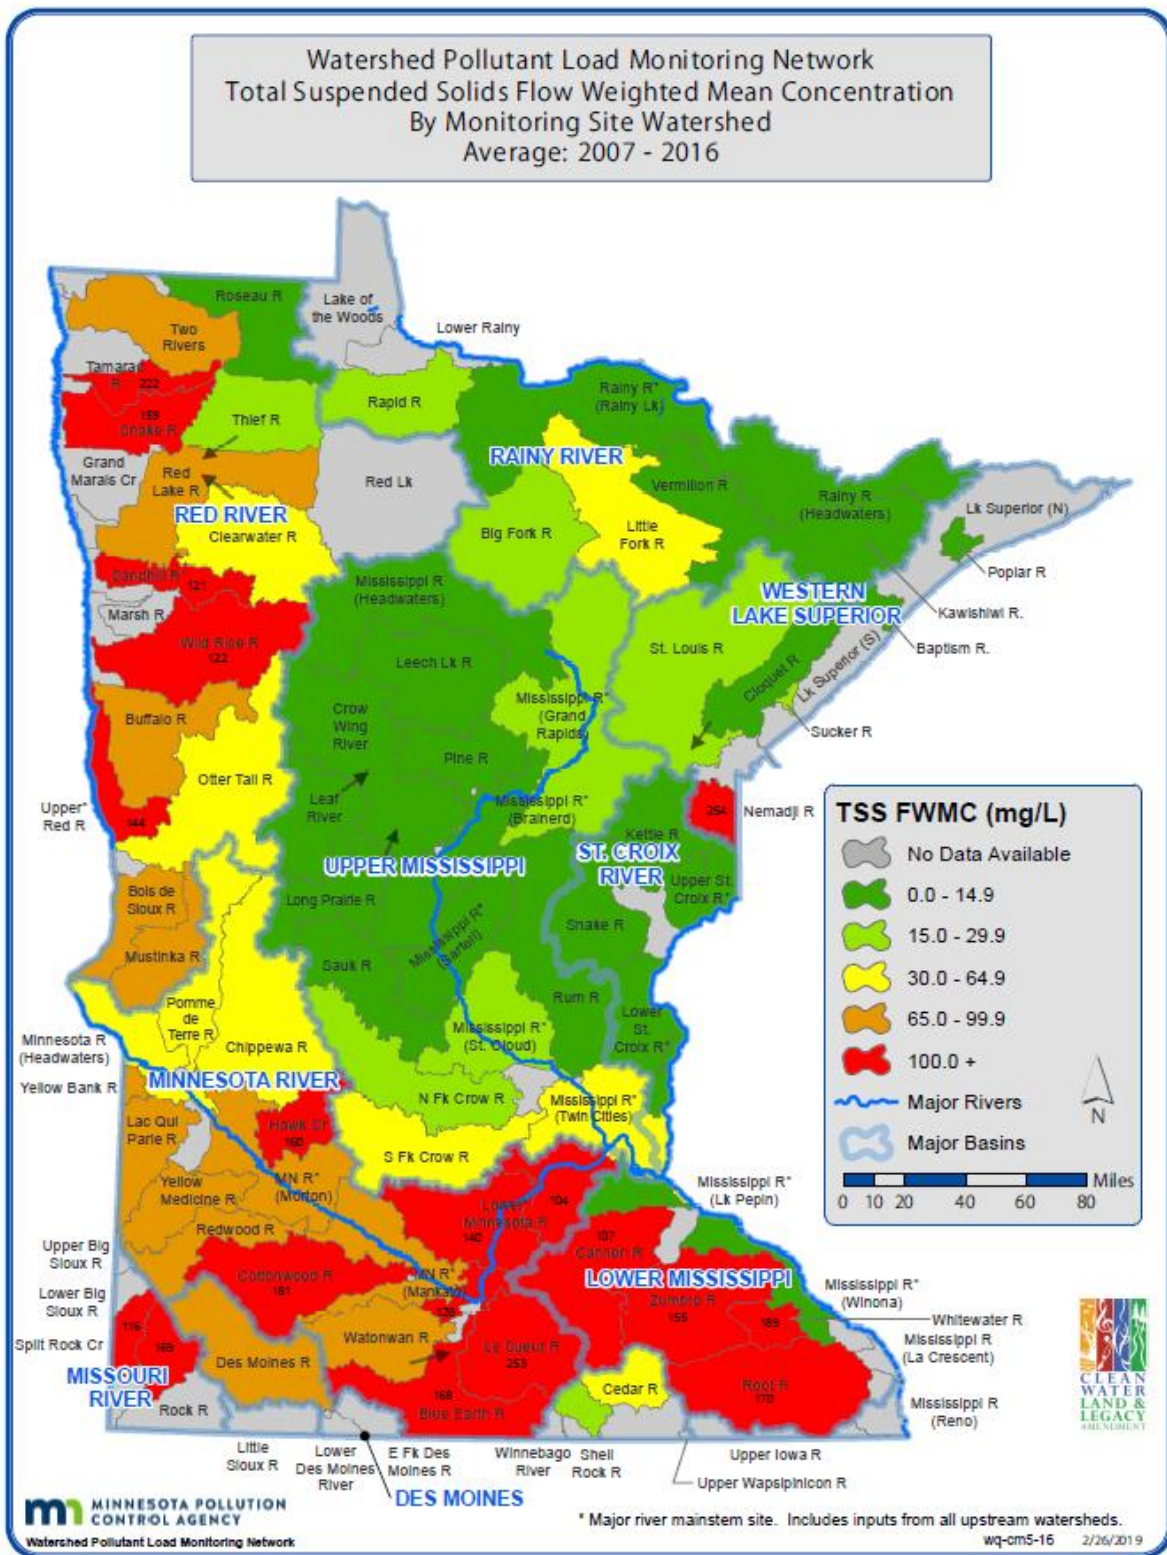 Watershed Pollutant Load Monitoring Network
Total Suspended Solids Flow Weighted Mean Concentration
By Monitoring Site Watershed
Average: 2007 - 2016
Roseau R
Lake of
the Woods
Lower Rainy
Two
Rivers
Tamarac
R
222
Rapid R
Rainy R*
(Rainy Lk)
Thief R
159
Snake R
Grand
Marais Cr
Red
Lake R
Red Lk
RAINY RIVER
Vermilion R
Rainy R
(Headwaters)
Lk Superior (N)
RED RIVER
Clearwater R
Big Fork R
Little
Fork R
Poplar R
Sandhill R
121
Mississippi R
(Headwaters)
WESTERN
LAKE SUPERIOR
Kawishiwi R.
Marsh R
Wild Rice R
122
Leech Lk R
St. Louis R
Baptism R.
Cloquet R
Lk Superior (S)
Sucker R
Buffalo R
Crow
Wing
River
Mississippi R*
(Grand
Rapids)
Otter Tail R
Pine R
Upper*
Red R
144
Leaf
River
Mississippi R*
(Brainerd)
254
Nemadji R
Kettle R
UPPER MISSISSIPPI
ST. CROIX
RIVER
Upper St.
Croix R*
Bois de
Sioux R
Long Prairie R
Mississippi R*
(Sartell)
Snake R
Mustinka R
Sauk R
Rum R
Pomme
de
Terre R
Mississippi R*
(St. Cloud)
Lower
St.
Croix R*
Minnesota R
(Headwaters)
Chippewa R
Yellow Bank R
MINNESOTA RIVER
N Fk Crow R
Mississippi R*
(Twin Cities)
Lac Qui
Parle R
Hawk Cr
160
S Fk Crow R
Yellow
Medicine R
MN R*
(Morton)
Mississippi R*
(Lk Pepin)
Redwood R
Lower*
Minnesota R
140
104
107
Cannon R
Upper Big
Sioux R
Cottonwood R
181
MN R*
(Mankato)
129
LOWER MISSISSIPPI
Zumbro R
155
Mississippi R*
(Winona)
Lower Big
Sioux R
116
Whitewater R
189
Split Rock Cr
169
Watonwan R
Le Sueur R
253
Mississippi R
(La Crescent)
MISSOURI
RIVER
Des Moines R
Cedar R
Root R
170
Rock R
168
Blue Earth R
Mississippi R
(Reno)
Little
Sioux R
Lower
Des Moines
River
E Fk Des
Moines R
Winnebago
River
Shell
Rock R
Upper Iowa R
Upper Wapsipinicon R
DES MOINES
TSS FWMC (mg/L)
No Data Available
0.0 - 14.9
15.0 - 29.9
30.0 - 64.9
65.0 - 99.9
100.0 +
Major Rivers
N
Major Basins
Miles
0 10 20 40 60 80
CLEAN
WATER
LAND &
LEGACY
AMENDMENT
MINNESOTA POLLUTION
CONTROL AGENCY
Watershed Pollutant Load Monitoring Network
* Major river mainstem site. Includes inputs from all upstream watersheds.
wq-cm5-16 2/26/2019